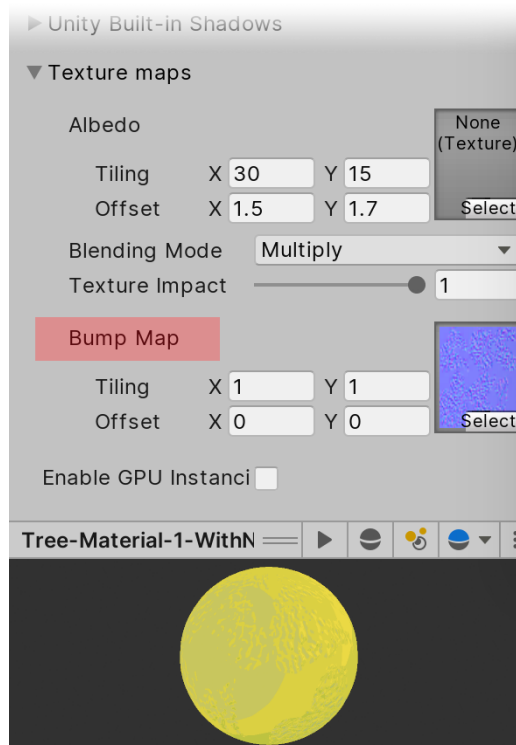 Unity Built-in Shadows
Texture maps
Albedo
None
(Texture)
Tiling X 30 Y 15
Offset X 1.5 Y 1.7
Select
Blending Mode Multiply
Texture Impact 1
Bump Map
Tiling X 1 Y 1
Offset X 0 Y 0
Select
Enable GPU Instanci
Tree-Material-1-WithN